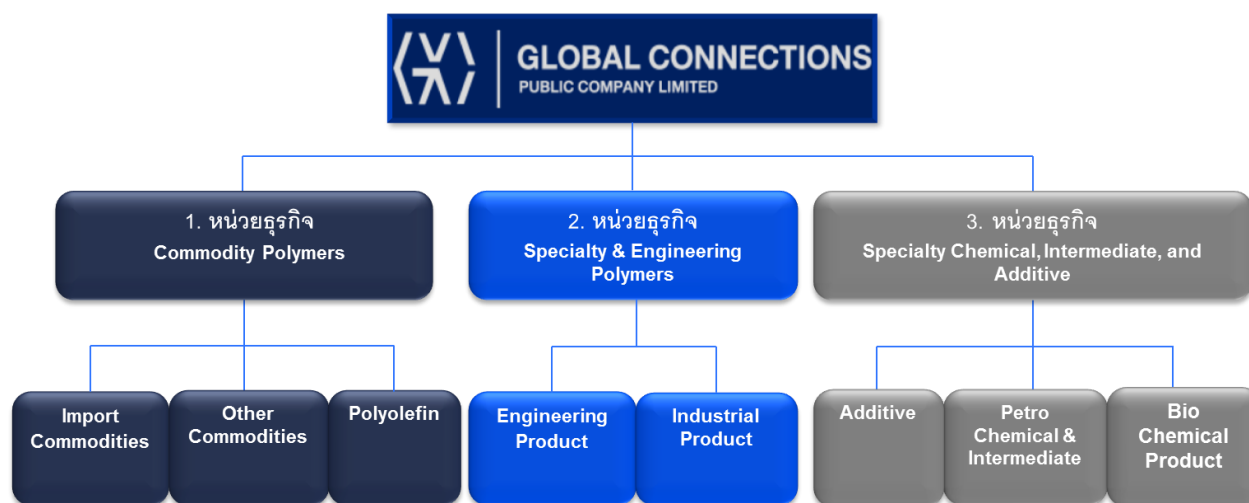 GLOBAL CONNECTIONS
PUBLIC COMPANY LIMITED
1. หน่วยธุรกิจ
Commodity Polymers
2. หน่วยธุรกิจ
Specialty & Engineering
Polymers
3. หน่วยธุรกิจ
Specialty Chemical, Intermediate, and
Additive
Import
Commodities
Other
Commodities
Polyolefin
Engineering
Product
Industrial
Product
Additive
Petro
Chemical &
Intermediate
Bio
Chemical
Product